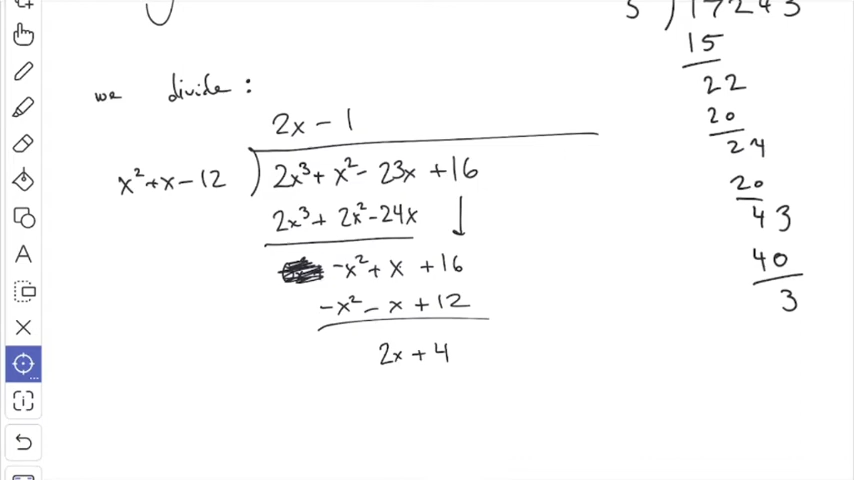 we divide:
2x - 1
x² + x - 12 ) 2x³ + x² - 23x + 16
2x³ + 2x² - 24x
-x² + x + 16
-x² - x + 12
2x + 4
5 ) 17243
15
22
20
24
20
43
40
3